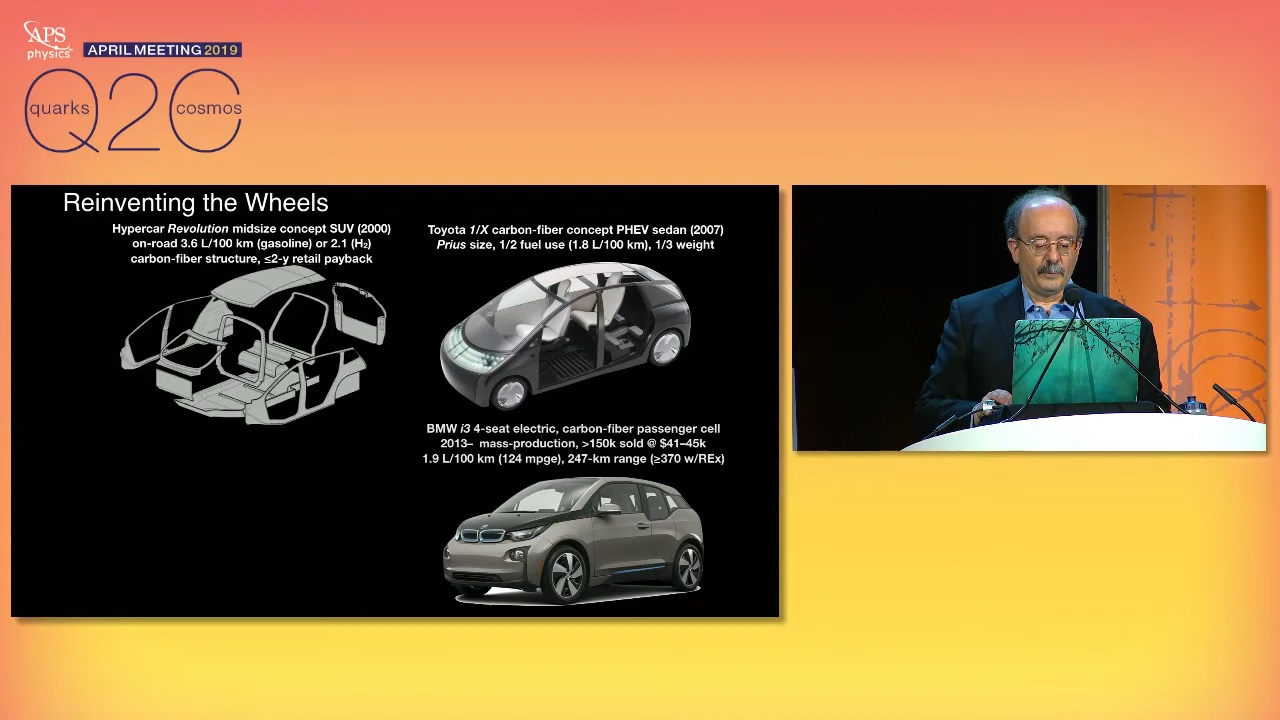 APS
physics
APRIL MEETING 2019
Q2C
quarks
cosmos
Reinventing the Wheels
Hypercar Revolution midsize concept SUV (2000)
on-road 3.6 L/100 km (gasoline) or 2.1 (H₂)
carbon-fiber structure, ≤2-y retail payback
Toyota 1/X carbon-fiber concept PHEV sedan (2007)
Prius size, 1/2 fuel use (1.8 L/100 km), 1/3 weight
BMW i3 4-seat electric, carbon-fiber passenger cell
2013– mass-production, >150k sold @ $41–45k
1.9 L/100 km (124 mpge), 247-km range (≥370 w/REx)